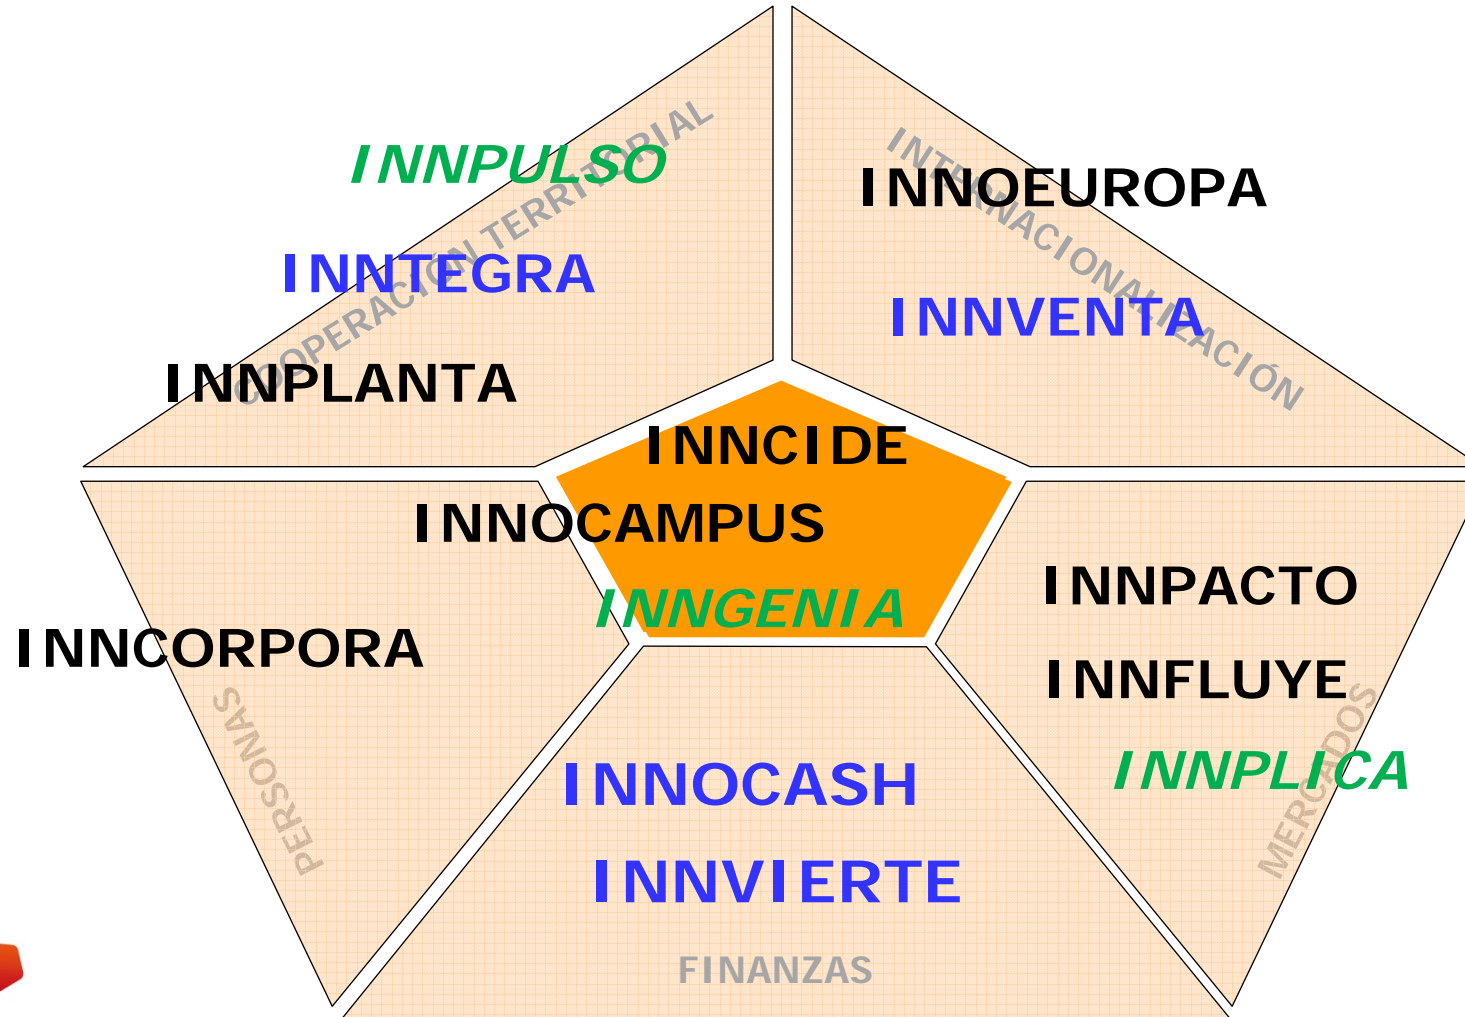 COOPERACIÓN TERRITORIAL
INNPULSO
INNTEGRA
INNPLANTA
INTERNACIONALIZACIÓN
INNOEUROPA
INNVENTA
INNCIDE
INNOCAMPUS
INNGENIA
INNCORPORA
PERSONAS
INNPACTO
INNFLUYE
INNPLICA
MERCADOS
INNOCASH
INNVIERTE
FINANZAS